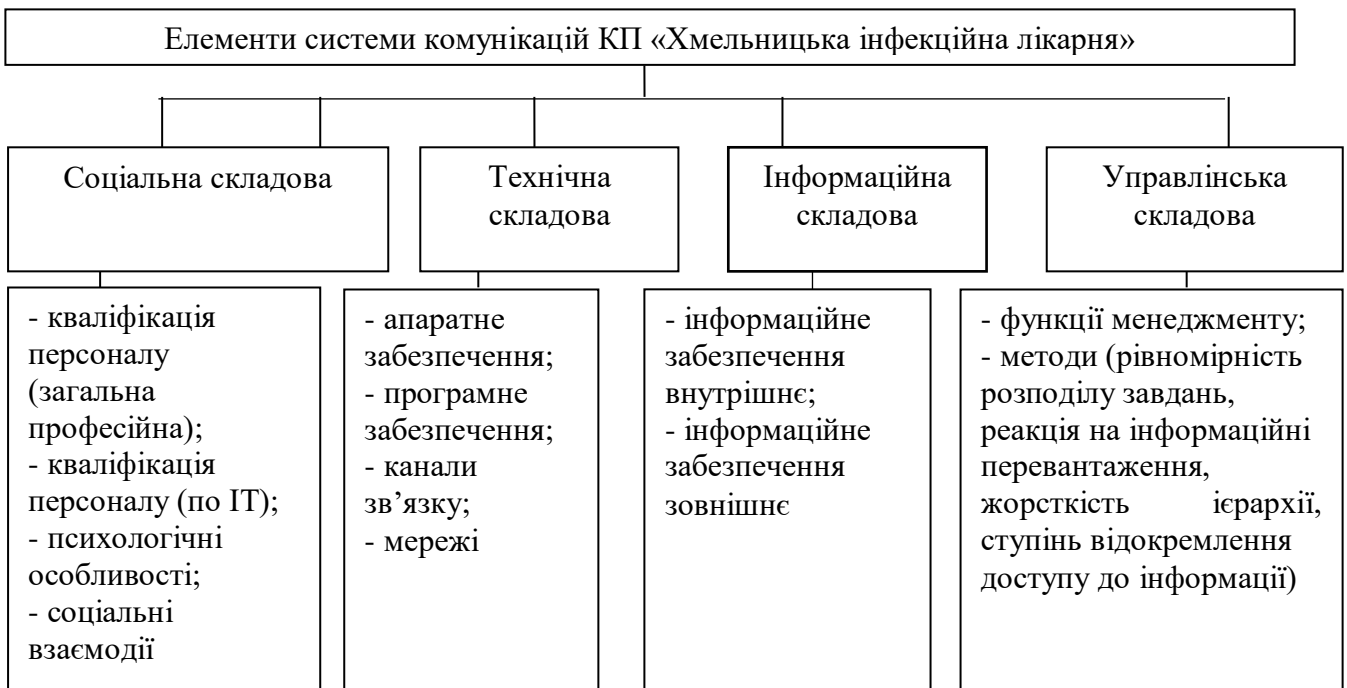 Елементи системи комунікацій КП «Хмельницька інфекційна лікарня»
Соціальна складова
Технічна
складова
Інформаційна
складова
Управлінська
складова
- кваліфікація
персоналу
(загальна
професійна);
- кваліфікація
персоналу (по ІТ);
- психологічні
особливості;
- соціальні
взаємодії
- апаратне
забезпечення;
- програмне
забезпечення;
- канали
зв’язку;
- мережі
- інформаційне
забезпечення
внутрішнє;
- інформаційне
забезпечення
зовнішнє
- функції менеджменту;
- методи (рівномірність
розподілу завдань,
реакція на інформаційні
перевантаження,
жорсткість ієрархії,
ступінь відокремлення
доступу до інформації)